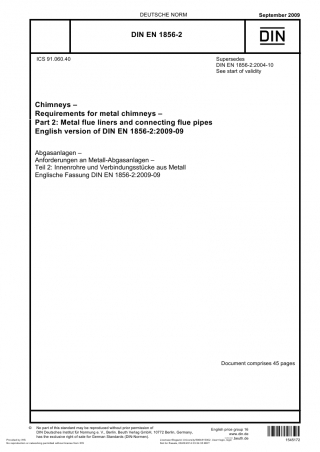 DEUTSCHE NORM
September 2009
DIN EN 1856-2
DIN
ICS 91.060.40
Supersedes
DIN EN 1856-2:2004-10
See start of validity
Chimneys –
Requirements for metal chimneys –
Part 2: Metal flue liners and connecting flue pipes
English version of DIN EN 1856-2:2009-09
Abgasanlagen –
Anforderungen an Metall-Abgasanlagen –
Teil 2: Innenrohre und Verbindungsstücke aus Metall
Englische Fassung DIN EN 1856-2:2009-09
Document comprises 45 pages
© No part of this standard may be reproduced without prior permission of
DIN Deutsches Institut für Normung e. V., Berlin. Beuth Verlag GmbH, 10772 Berlin, Germany,
has the exclusive right of sale for German Standards (DIN-Normen).
English price group 16
www.din.de
www.beuth.de